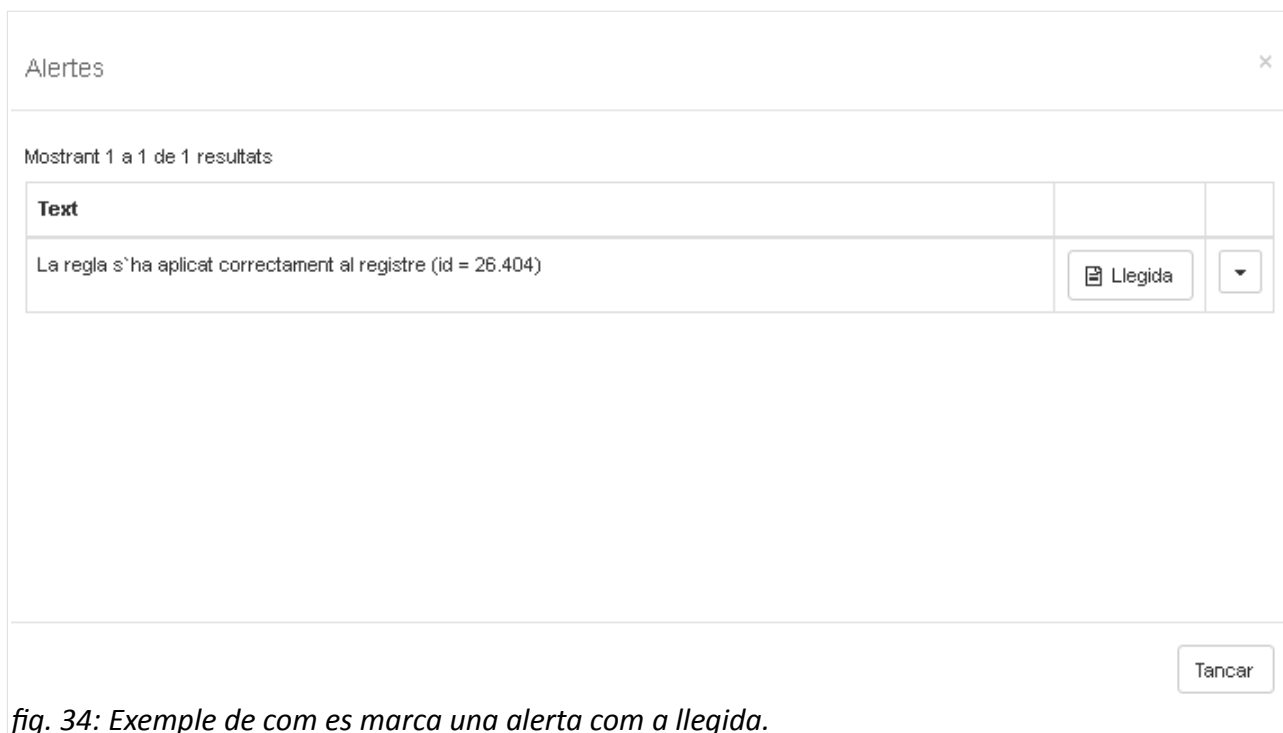 Alertes
×
Mostrant 1 a 1 de 1 resultats
Text
La regla s`ha aplicat correctament al registre (id = 26.404)
Llegida
Tancar
fig. 34: Exemple de com es marca una alerta com a llegida.